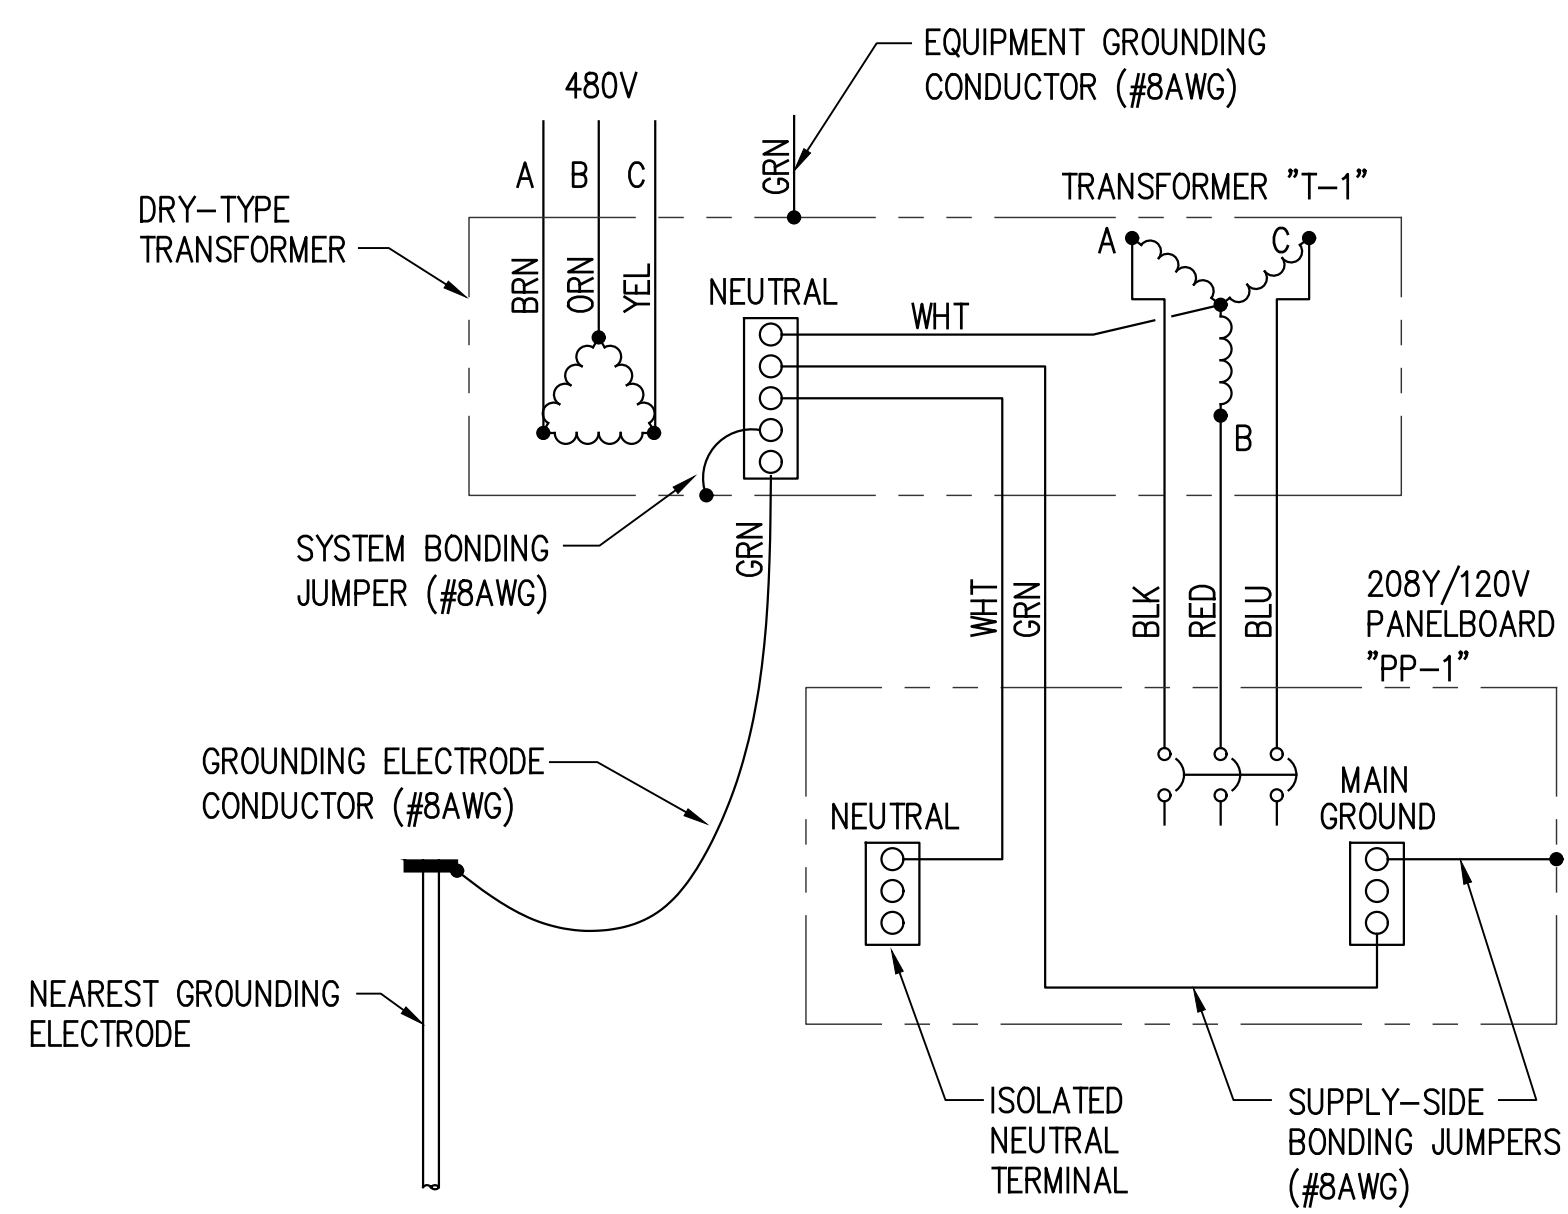 EQUIPMENT GROUNDING
CONDUCTOR (#8AWG)
480V
A
B
C
GRN
DRY-TYPE
TRANSFORMER
TRANSFORMER "T-1"
A
C
BRN
ORN
YEL
NEUTRAL
WHT
B
SYSTEM BONDING
JUMPER (#8AWG)
GRN
WHT
GRN
BLK
RED
BLU
208Y/120V
PANELBOARD
"PP-1"
GROUNDING ELECTRODE
CONDUCTOR (#8AWG)
NEUTRAL
MAIN
GROUND
NEAREST GROUNDING
ELECTRODE
ISOLATED
NEUTRAL
TERMINAL
SUPPLY-SIDE
BONDING JUMPERS
(#8AWG)